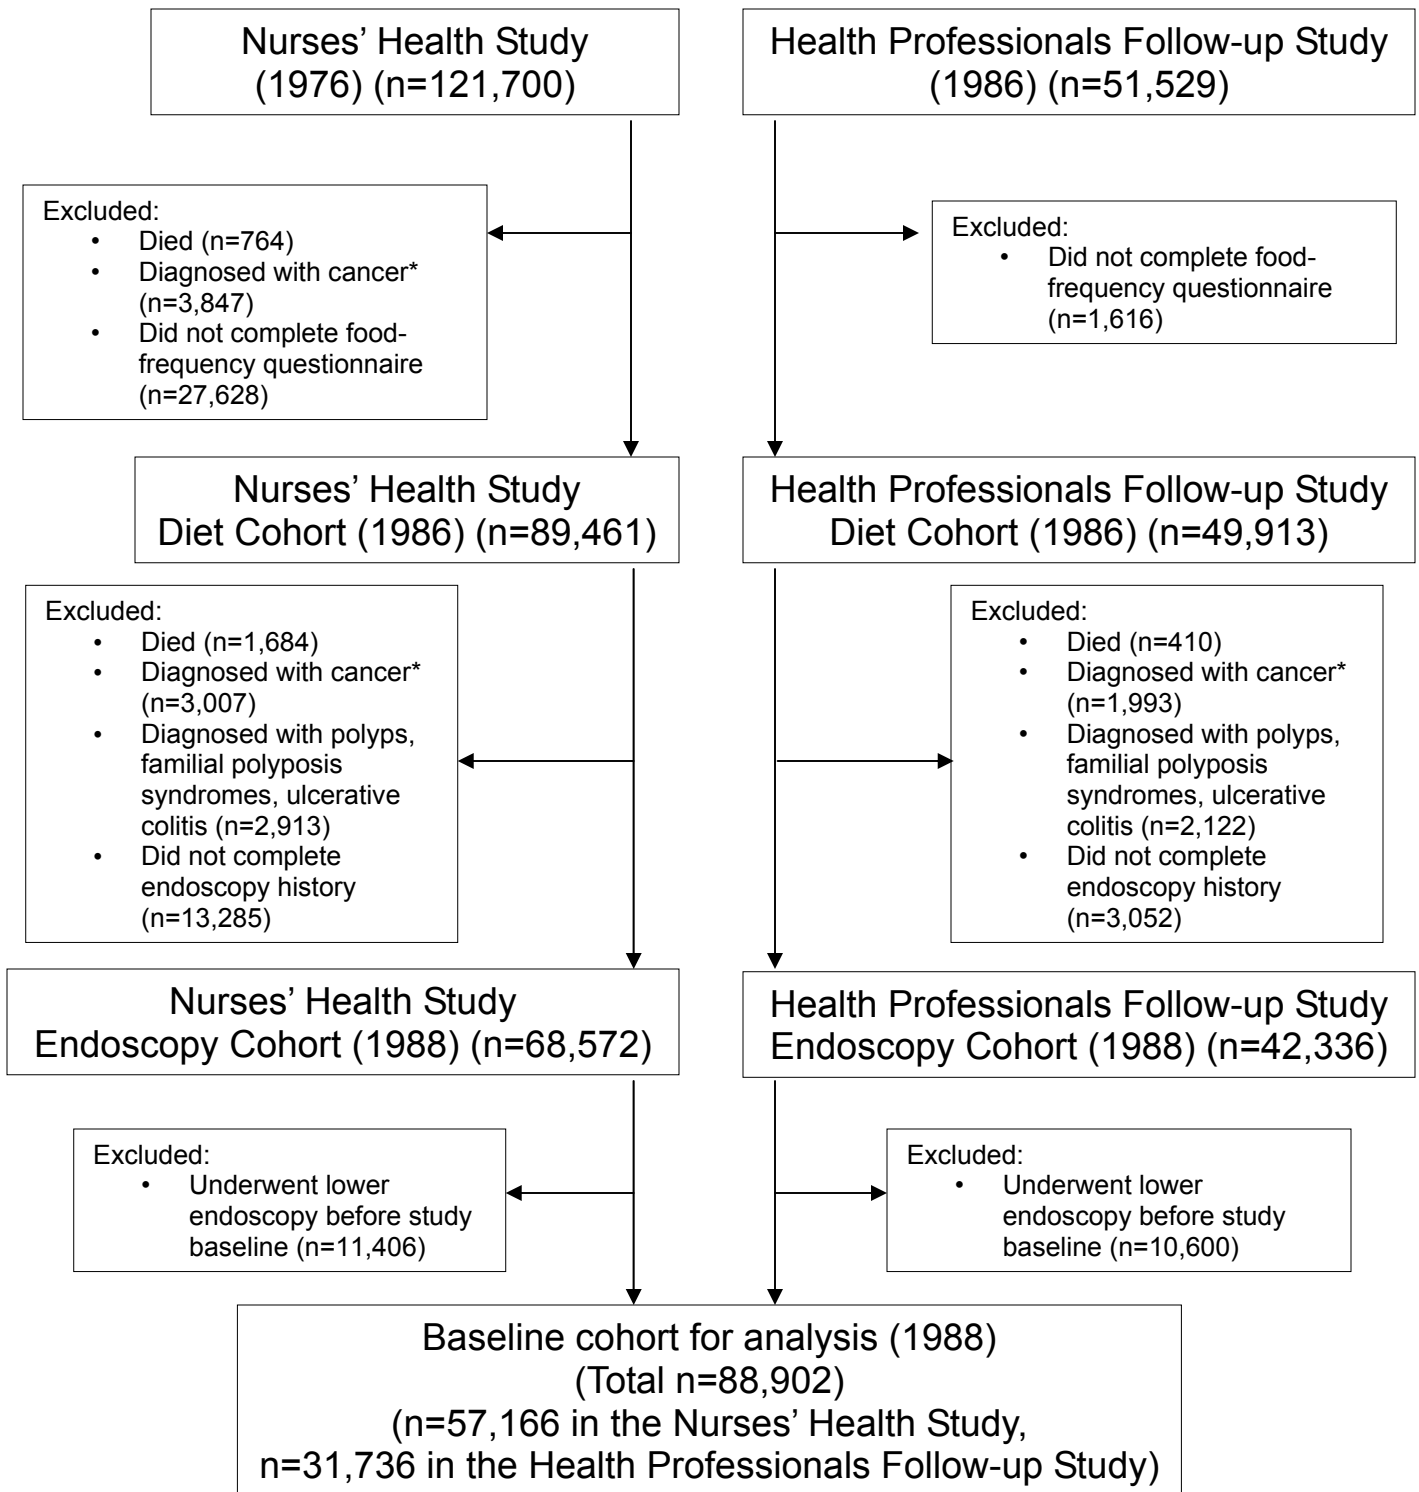 Nurses’ Health Study
(1976) (n=121,700)
Health Professionals Follow-up Study
(1986) (n=51,529)
Excluded:
• Died (n=764)
• Diagnosed with cancer*
(n=3,847)
• Did not complete food-
frequency questionnaire
(n=27,628)
Excluded:
• Did not complete food-
frequency questionnaire
(n=1,616)
Nurses’ Health Study
Diet Cohort (1986) (n=89,461)
Health Professionals Follow-up Study
Diet Cohort (1986) (n=49,913)
Excluded:
• Died (n=1,684)
• Diagnosed with cancer*
(n=3,007)
• Diagnosed with polyps,
familial polyposis
syndromes, ulcerative
colitis (n=2,913)
• Did not complete
endoscopy history
(n=13,285)
Excluded:
• Died (n=410)
• Diagnosed with cancer*
(n=1,993)
• Diagnosed with polyps,
familial polyposis
syndromes, ulcerative
colitis (n=2,122)
• Did not complete
endoscopy history
(n=3,052)
Nurses’ Health Study
Endoscopy Cohort (1988) (n=68,572)
Health Professionals Follow-up Study
Endoscopy Cohort (1988) (n=42,336)
Excluded:
• Underwent lower
endoscopy before study
baseline (n=11,406)
Excluded:
• Underwent lower
endoscopy before study
baseline (n=10,600)
Baseline cohort for analysis (1988)
(Total n=88,902)
(n=57,166 in the Nurses’ Health Study,
n=31,736 in the Health Professionals Follow-up Study)